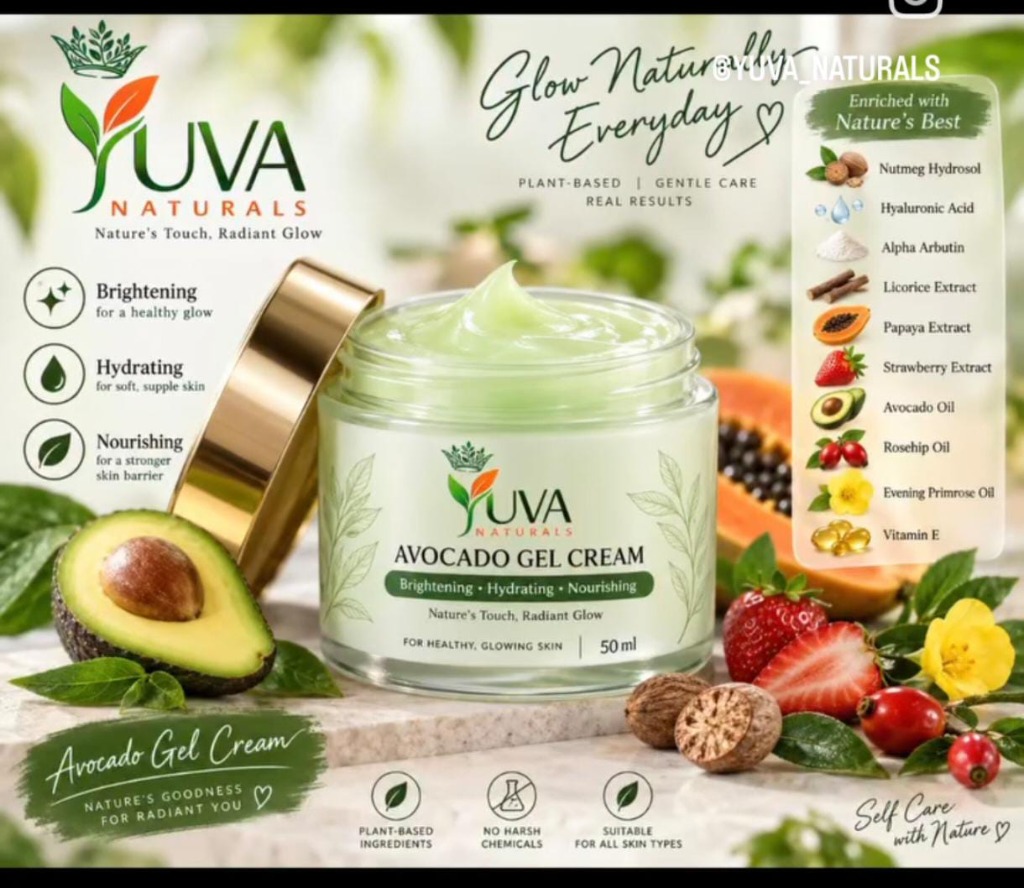 @YUVA_NATURALS
YUVA
NATURALS
Nature's Touch, Radiant Glow
Brightening
for a healthy glow
Hydrating
for soft, supple skin
Nourishing
for a stronger
skin barrier
Glow Naturally
Everyday
PLANT-BASED | GENTLE CARE
REAL RESULTS
Enriched with
Nature's Best
Nutmeg Hydrosol
Hyaluronic Acid
Alpha Arbutin
Licorice Extract
Papaya Extract
Strawberry Extract
Avocado Oil
Rosehip Oil
Evening Primrose Oil
Vitamin E
YUVA
NATURALS
AVOCADO GEL CREAM
Brightening • Hydrating • Nourishing
Nature's Touch, Radiant Glow
FOR HEALTHY, GLOWING SKIN | 50 ml
Avocado Gel Cream
NATURE'S GOODNESS
FOR RADIANT YOU
PLANT-BASED
INGREDIENTS
NO HARSH
CHEMICALS
SUITABLE
FOR ALL SKIN TYPES
Self Care
with Nature